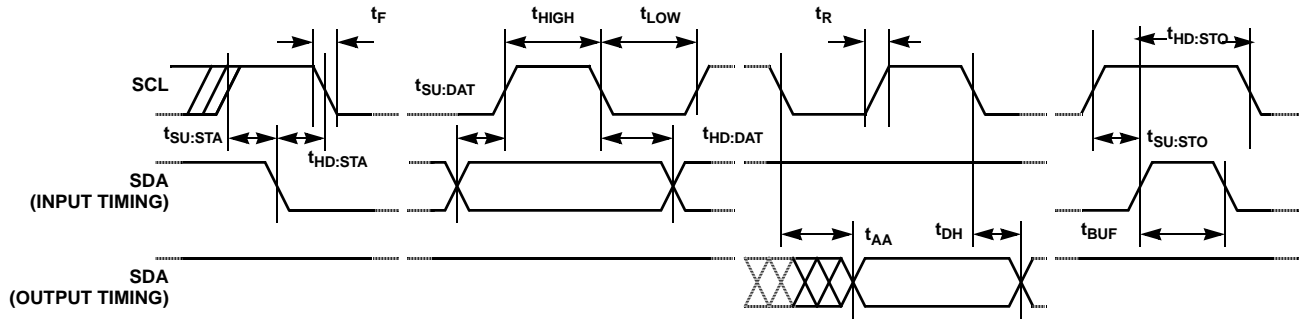 tF
tHIGH
tLOW
tR
tHD:STO
SCL
tSU:DAT
tSU:STA
tHD:STA
tHD:DAT
tSU:STO
SDA
(INPUT TIMING)
tAA
tDH
tBUF
SDA
(OUTPUT TIMING)